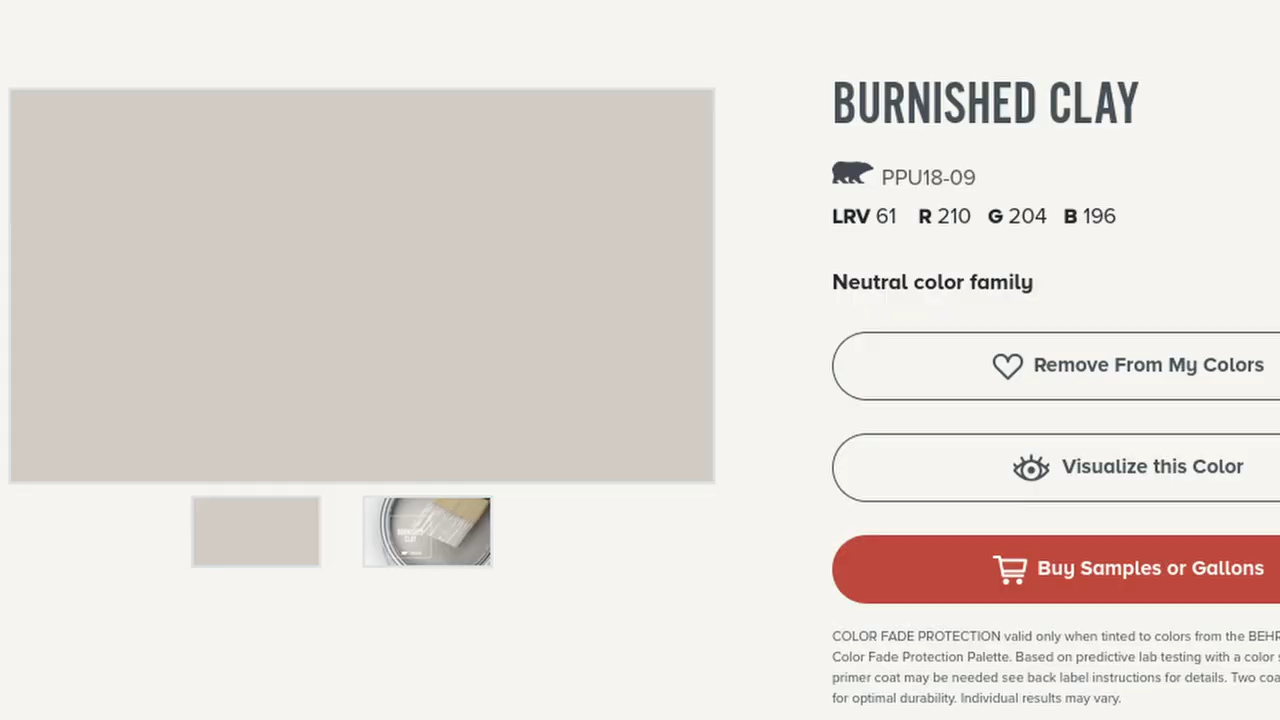 BURNISHED CLAY
PPU18-09
LRV 61 R 210 G 204 B 196
Neutral color family
Remove From My Colors
Visualize this Color
BURNISHED
CLAY
Buy Samples or Gallons
COLOR FADE PROTECTION valid only when tinted to colors from the BEHR
Color Fade Protection Palette. Based on predictive lab testing with a color
primer coat may be needed see back label instructions for details. Two
for optimal durability. Individual results may vary.